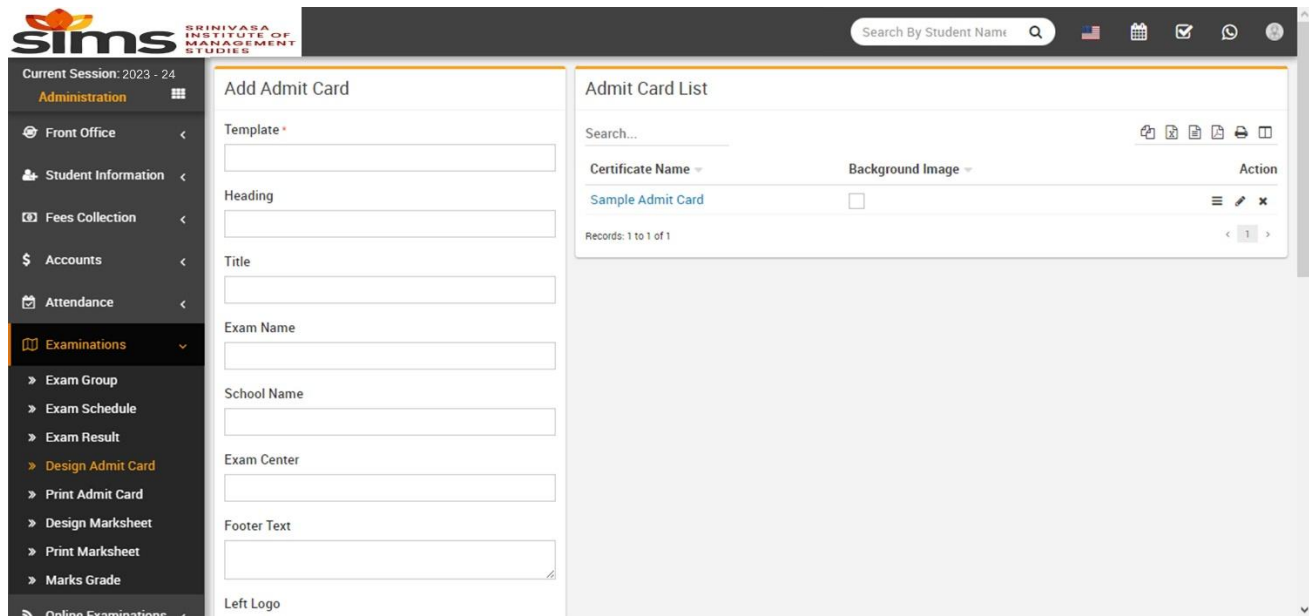 sims
SRINIVASA
INSTITUTE OF
MANAGEMENT
STUDIES
Search By Student Name
Current Session: 2023 - 24
Administration
Front Office
Student Information
Fees Collection
$ Accounts
Attendance
Examinations
» Exam Group
» Exam Schedule
» Exam Result
» Design Admit Card
» Print Admit Card
» Design Marksheet
» Print Marksheet
» Marks Grade
Online Examinations
Add Admit Card
Template *
Heading
Title
Exam Name
School Name
Exam Center
Footer Text
Left Logo
Admit Card List
Search...
Certificate Name Background Image Action
Sample Admit Card
Records: 1 to 1 of 1 < 1 >